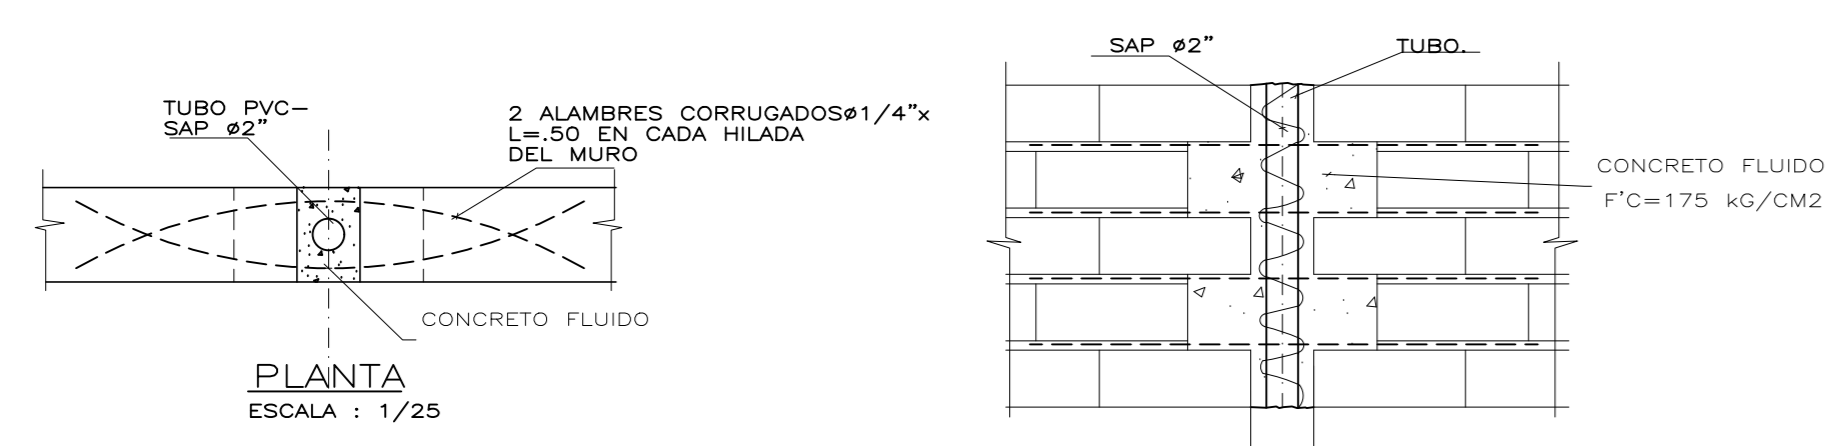 TUBO PVC-
SAP ø2"
2 ALAMBRES CORRUGADOSø1/4"x
L=.50 EN CADA HILADA
DEL MURO
CONCRETO FLUIDO
PLANTA
ESCALA : 1/25
SAP ø2"
TUBO.
CONCRETO FLUIDO
F'C=175 kG/CM2